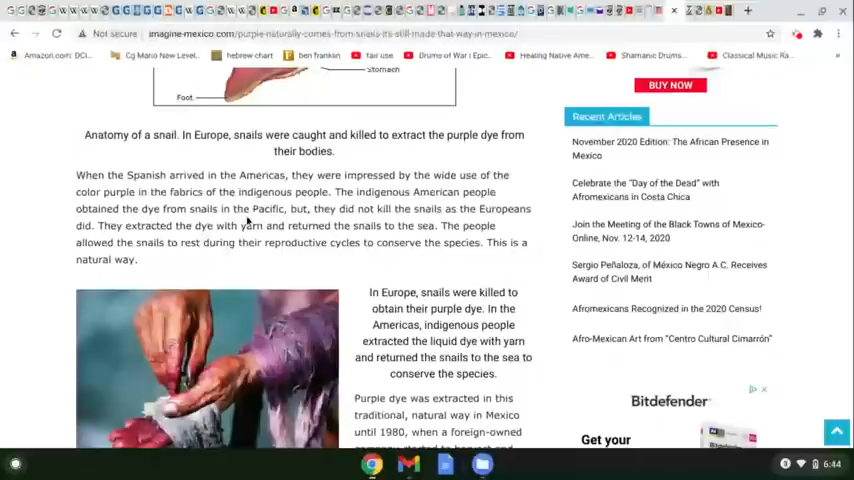 Not secure
imagine-mexico.com/purple-naturally-comes-from-snails-its-still-made-that-way-in-mexico/
Amazon.com: DCI...
Cg Mario New Level...
hebrew chart
ben franklin
fair use
Drums of War I Epic...
Healing Native Ame...
Shamanic Drums...
Classical Music Ra...
Stomach
Foot
Anatomy of a snail. In Europe, snails were caught and killed to extract the purple dye from
their bodies.
When the Spanish arrived in the Americas, they were impressed by the wide use of the
color purple in the fabrics of the indigenous people. The indigenous American people
obtained the dye from snails in the Pacific, but, they did not kill the snails as the Europeans
did. They extracted the dye with yarn and returned the snails to the sea. The people
allowed the snails to rest during their reproductive cycles to conserve the species. This is a
natural way.
In Europe, snails were killed to
obtain their purple dye. In the
Americas, indigenous people
extracted the liquid dye with yarn
and returned the snails to the sea to
conserve the species.
Purple dye was extracted in this
traditional, natural way in Mexico
until 1980, when a foreign-owned
BUY NOW
Recent Articles
November 2020 Edition: The African Presence in
Mexico
Celebrate the "Day of the Dead" with
Afromexicans in Costa Chica
Join the Meeting of the Black Towns of Mexico-
Online, Nov. 12-14, 2020
Sergio Peñaloza, of México Negro A.C. Receives
Award of Civil Merit
Afromexicans Recognized in the 2020 Census!
Afro-Mexican Art from "Centro Cultural Cimarrón"
Bitdefender
Get your
6:44